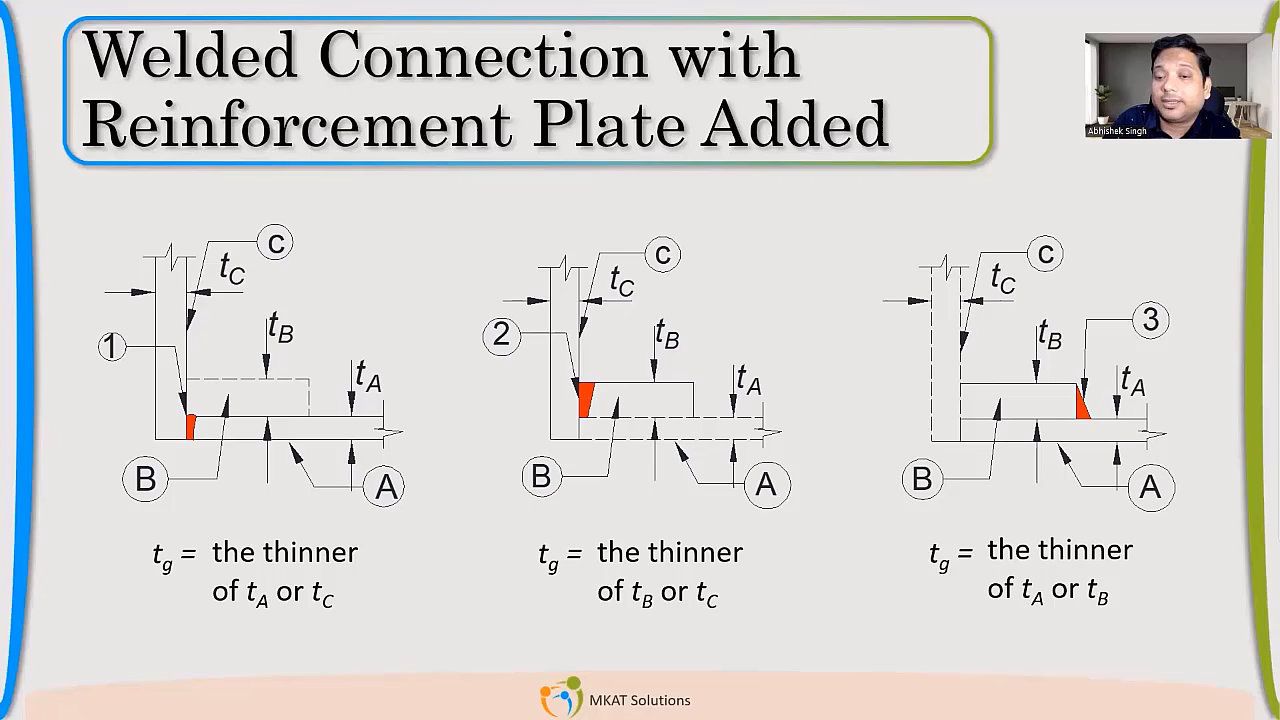 Welded Connection with
Reinforcement Plate Added
Abhishek Singh
c
tC
tB
1
tA
B
A
tg = the thinner
of tA or tC
c
tC
2
tB
tA
B
A
tg = the thinner
of tB or tC
c
tC
3
tB
tA
B
A
tg = the thinner
of tA or tB
MKAT Solutions